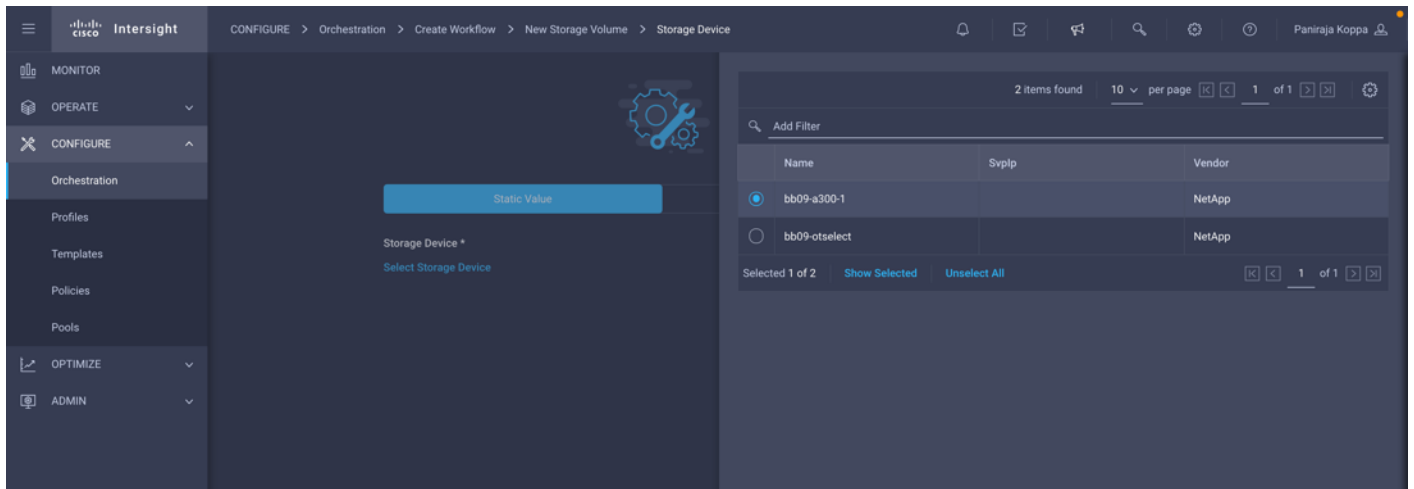 cisco Intersight CONFIGURE > Orchestration > Create Workflow > New Storage Volume > Storage Device Paniraja Koppa
MONITOR
OPERATE
CONFIGURE
Orchestration
Profiles
Templates
Policies
Pools
OPTIMIZE
ADMIN
Static Value
Storage Device *
Select Storage Device
2 items found 10 per page 1 of 1
Add Filter
Name SvpIp Vendor
bb09-a300-1 NetApp
bb09-otselect NetApp
Selected 1 of 2 Show Selected Unselect All 1 of 1